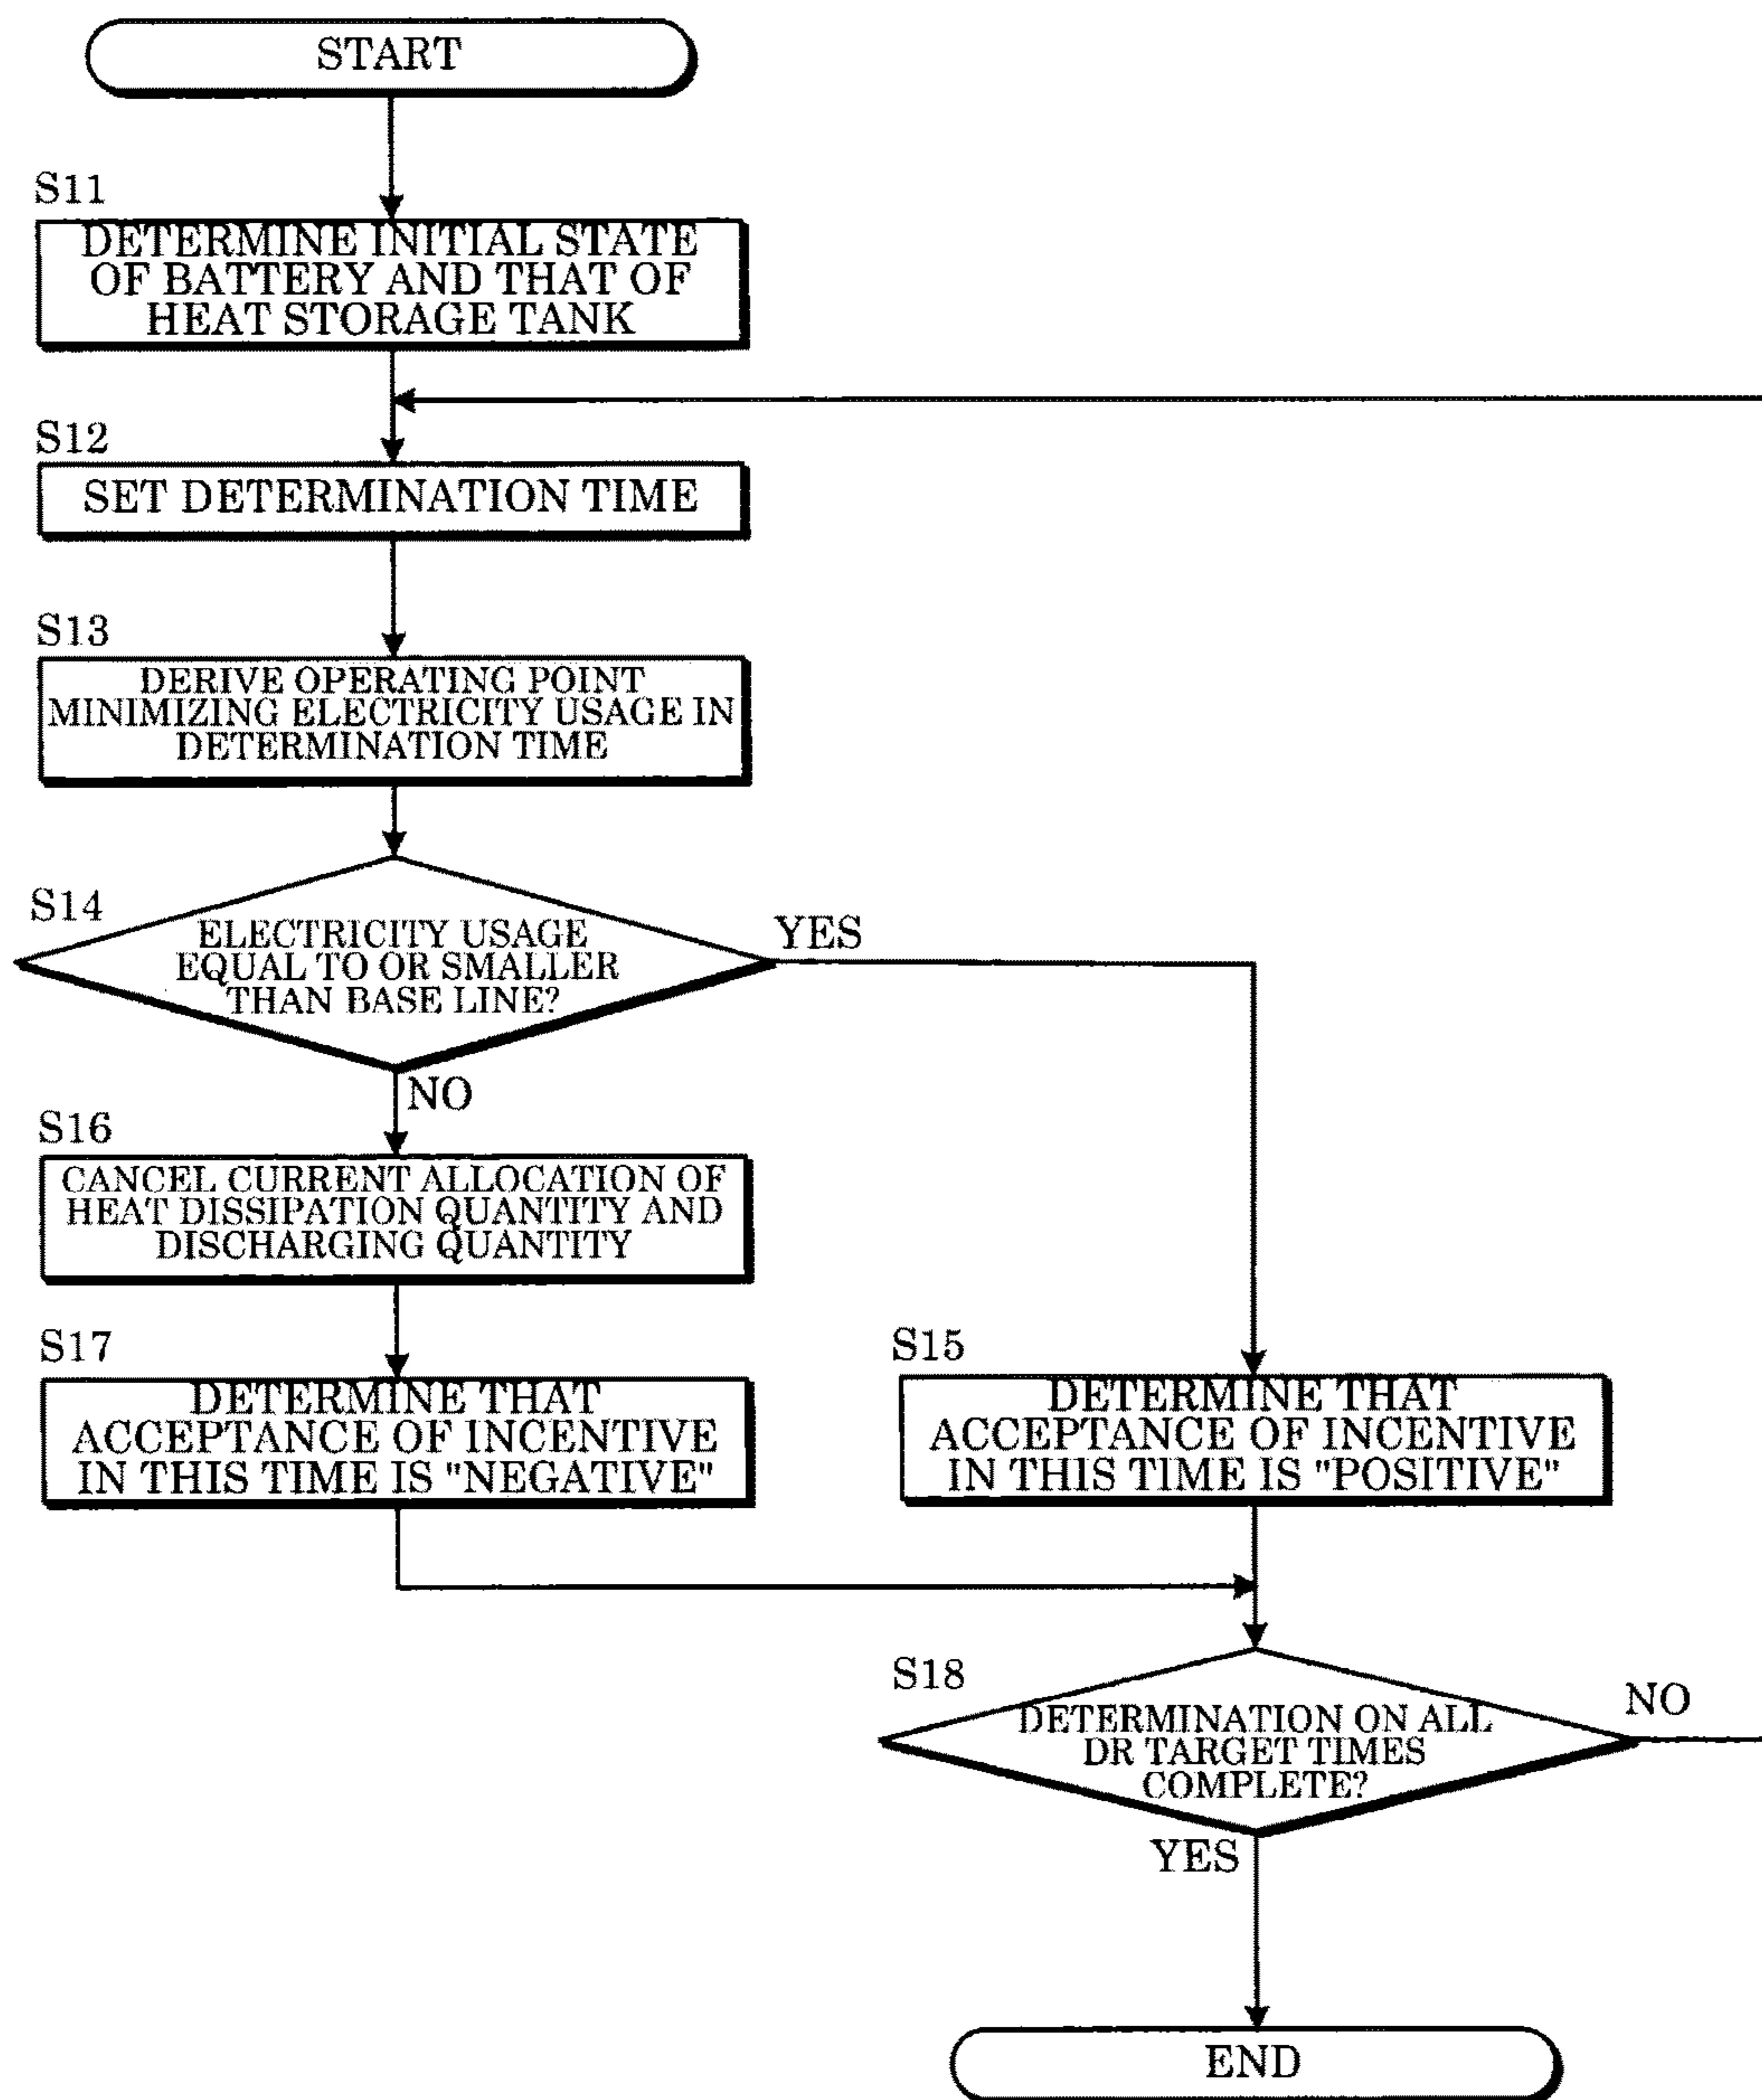 START
S11
DETERMINE INITIAL STATE
OF BATTERY AND THAT OF
HEAT STORAGE TANK
S12
SET DETERMINATION TIME
S13
DERIVE OPERATING POINT
MINIMIZING ELECTRICITY USAGE IN
DETERMINATION TIME
S14
ELECTRICITY USAGE
EQUAL TO OR SMALLER
THAN BASE LINE?
YES
NO
S16
CANCEL CURRENT ALLOCATION OF
HEAT DISSIPATION QUANTITY AND
DISCHARGING QUANTITY
S17
DETERMINE THAT
ACCEPTANCE OF INCENTIVE
IN THIS TIME IS "NEGATIVE"
S15
DETERMINE THAT
ACCEPTANCE OF INCENTIVE
IN THIS TIME IS "POSITIVE"
S18
DETERMINATION ON ALL
DR TARGET TIMES
COMPLETE?
NO
YES
END